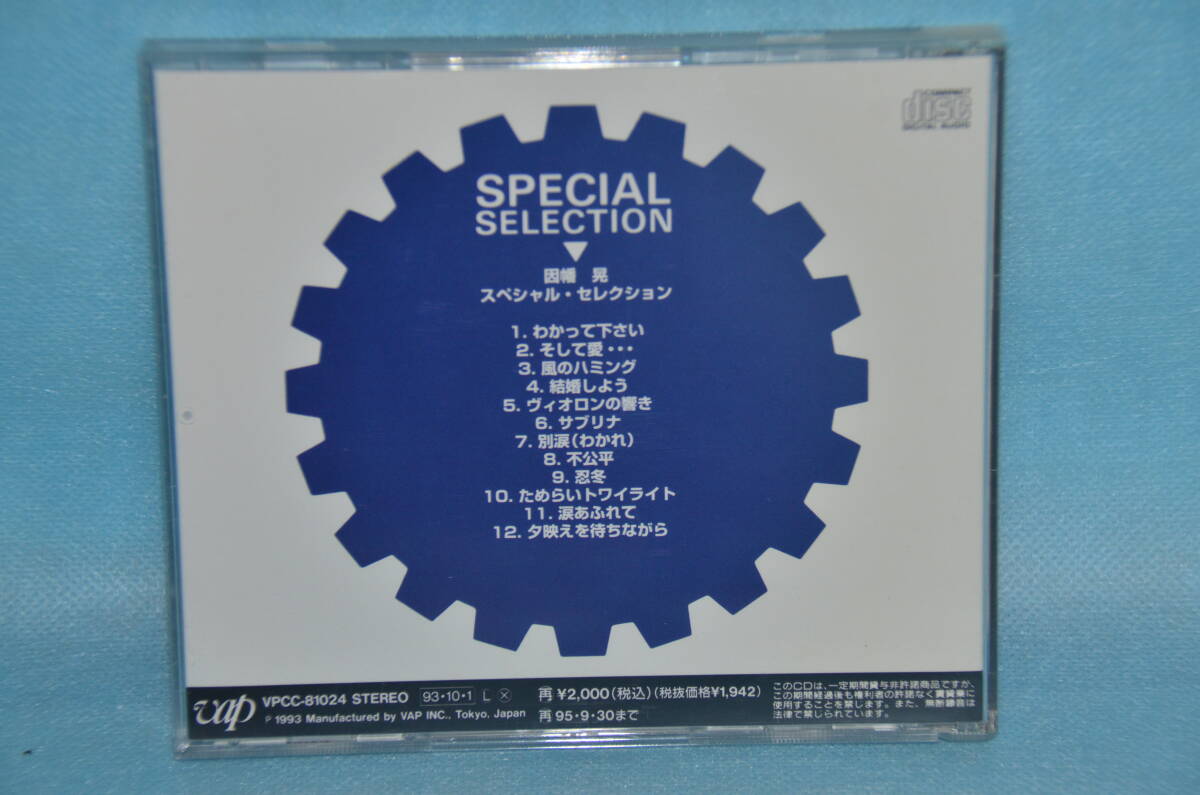 COMPACT
disc
DIGITAL AUDIO
SPECIAL
SELECTION
因幡 晃
スペシャル・セレクション
1. わかって下さい
2. そして愛・・・
3. 風のハミング
4. 結婚しよう
5. ヴィオロンの響き
6. サブリナ
7. 別涙(わかれ)
8. 不公平
9. 忍冬
10. ためらいトワイライト
11. 涙あふれて
12. 夕映えを待ちながら
vap
VPCC-81024 STEREO 93・10・1 L X
℗ 1993 Manufactured by VAP INC., Tokyo, Japan
再 ¥2,000(税込)(税抜価格¥1,942)
再 95・9・30まで
このCDは、一定期間貸与非許諾商品ですが、
この期間経過後も権利者の許諾なく賃貸業に
使用することを禁じます。また、無断録音は
法律で禁じられています。